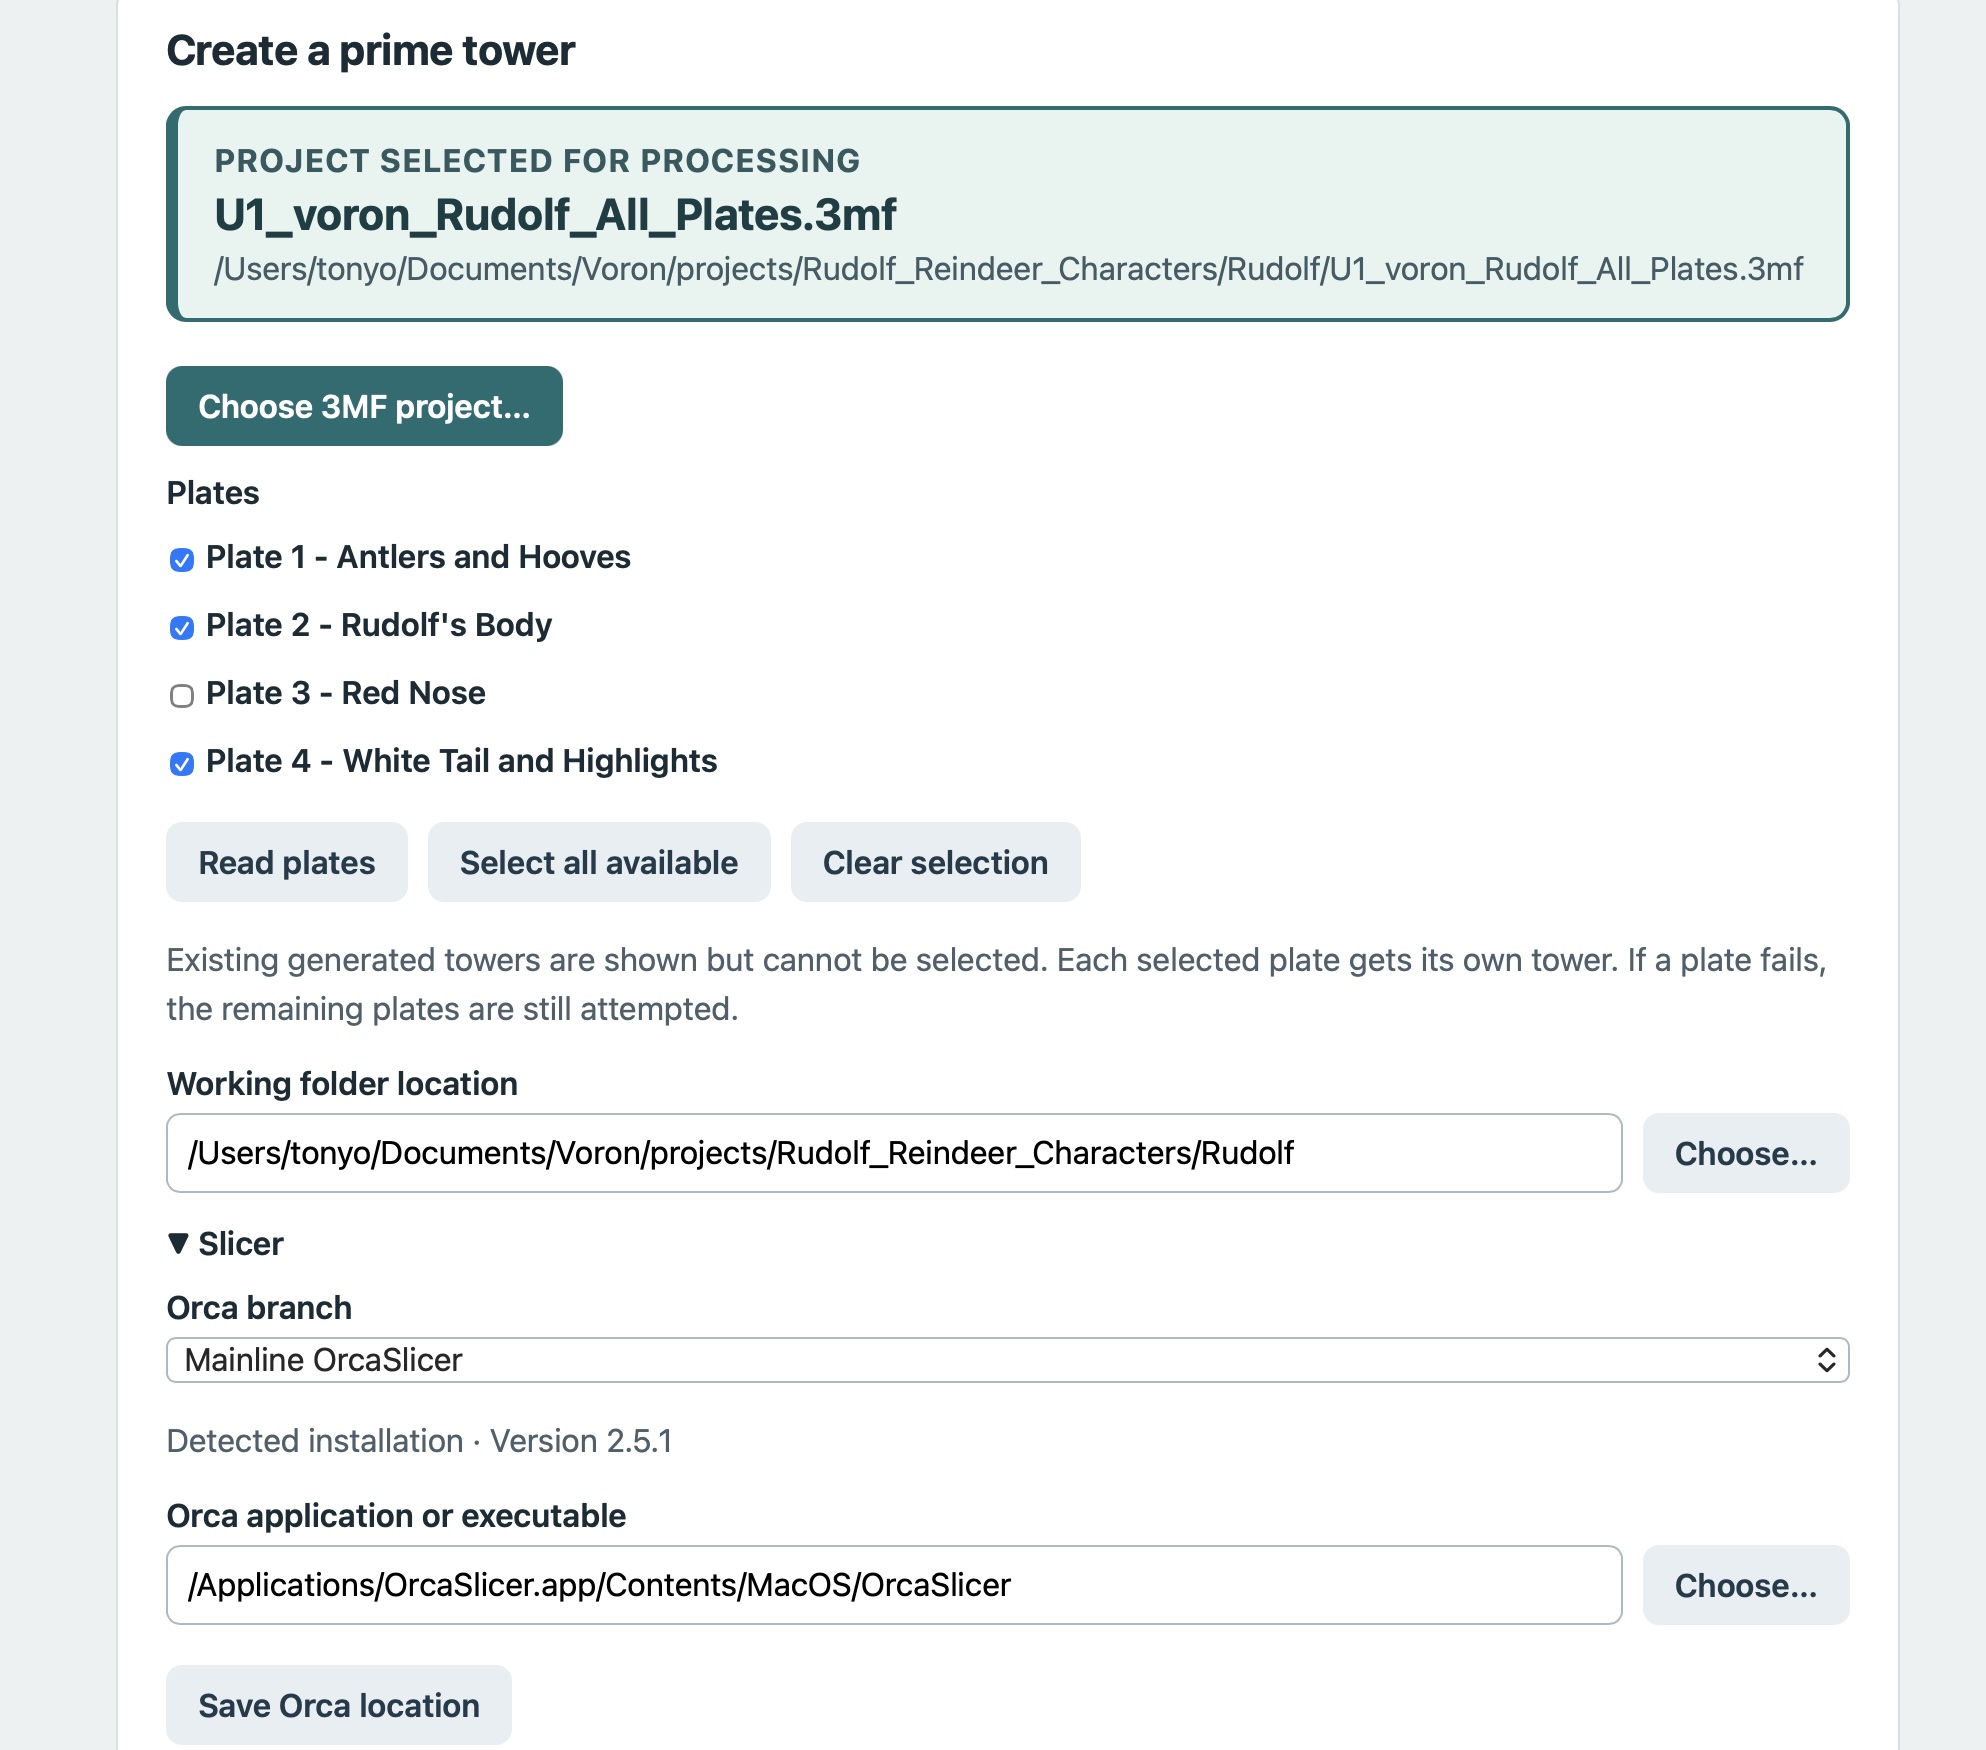 Create a prime tower
PROJECT SELECTED FOR PROCESSING
U1_voron_Rudolf_All_Plates.3mf
/Users/tonyo/Documents/Voron/projects/Rudolf_Reindeer_Characters/Rudolf/U1_voron_Rudolf_All_Plates.3mf
Choose 3MF project...
Plates
Plate 1 - Antlers and Hooves
Plate 2 - Rudolf's Body
Plate 3 - Red Nose
Plate 4 - White Tail and Highlights
Read plates Select all available Clear selection
Existing generated towers are shown but cannot be selected. Each selected plate gets its own tower. If a plate fails,
the remaining plates are still attempted.
Working folder location
/Users/tonyo/Documents/Voron/projects/Rudolf_Reindeer_Characters/Rudolf Choose...
Slicer
Orca branch
Mainline OrcaSlicer
Detected installation · Version 2.5.1
Orca application or executable
/Applications/OrcaSlicer.app/Contents/MacOS/OrcaSlicer Choose...
Save Orca location